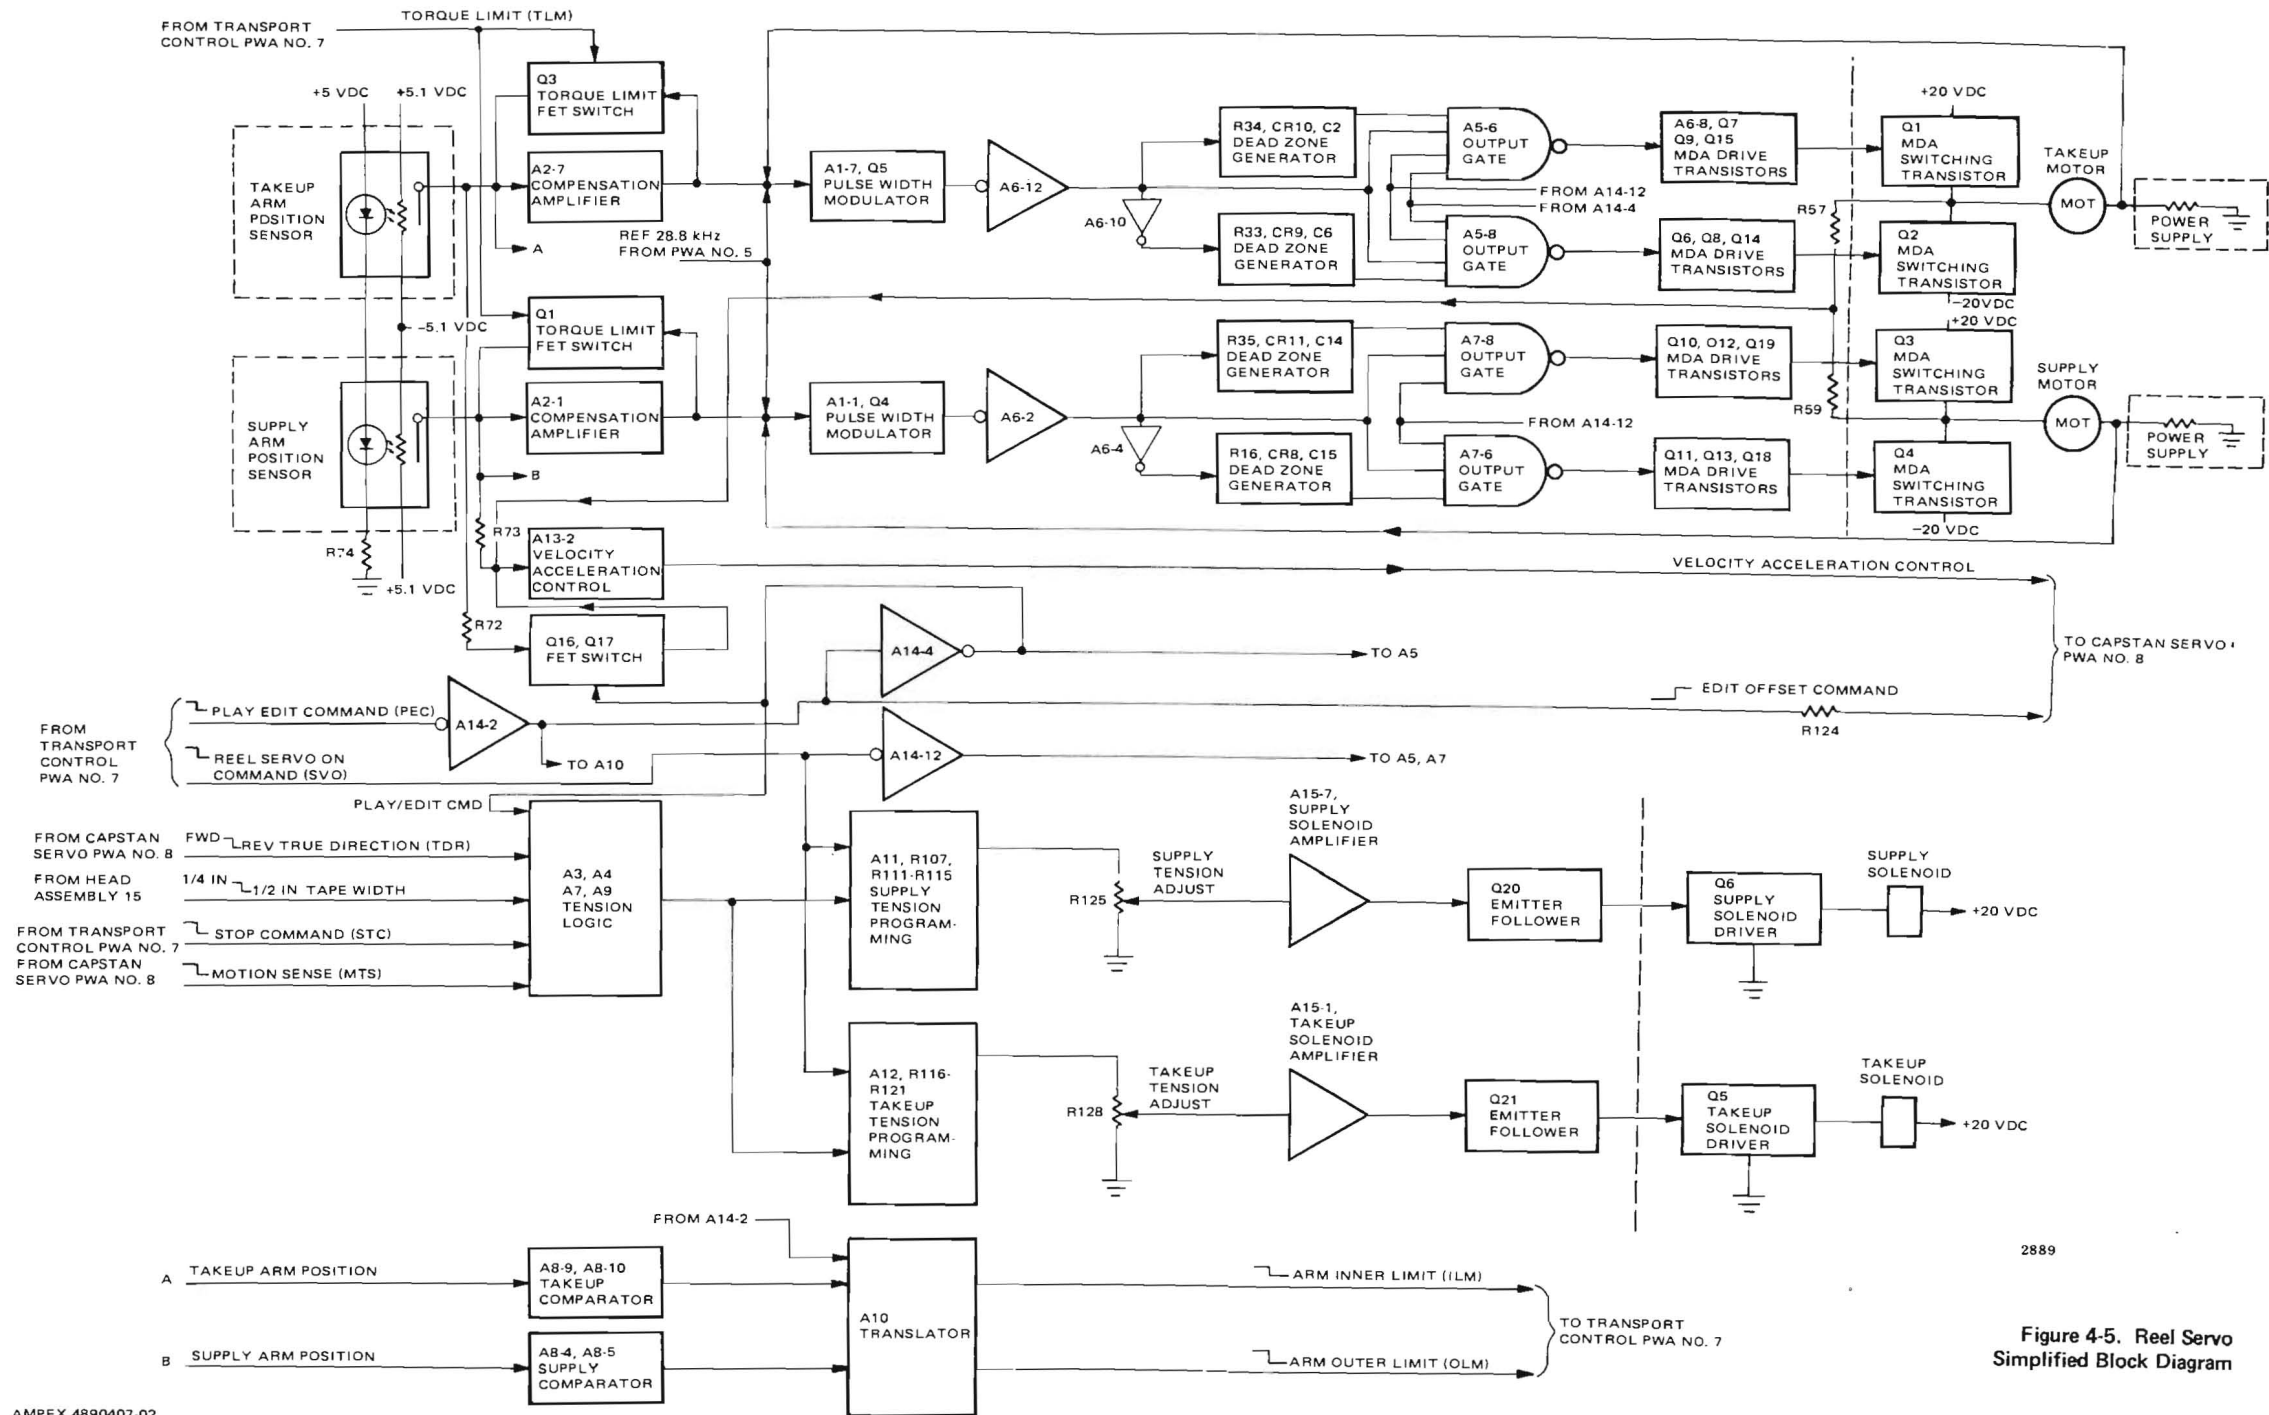 TORQUE LIMIT (TLM)
FROM TRANSPORT
CONTROL PWA NO. 7
+5 VDC
+5.1 VDC
Q3
TORQUE LIMIT
FET SWITCH
TAKEUP
ARM
PDSITION
SENSOR
A2-7
COMPENSATION
AMPLIFIER
A
REF 28.8 kHz
FROM PWA NO. 5
A1-7, Q5
PULSE WIDTH
MODULATOR
A6-12
A6-10
R34, CR10, C2
DEAD ZONE
GENERATOR
R33, CR9, C6
DEAD ZONE
GENERATOR
A5-6
OUTPUT
GATE
FROM A14-12
FROM A14-4
A5-8
OUTPUT
GATE
A6-8, Q7
Q9, Q15
MDA DRIVE
TRANSISTORS
Q6, Q8, Q14
MDA DRIVE
TRANSISTORS
R57
+20 VDC
Q1
MDA
SWITCHING
TRANSISTOR
Q2
MDA
SWITCHING
TRANSISTOR
−20VDC
TAKEUP
MOTOR
MOT
POWER
SUPPLY
−5.1 VDC
Q1
TORQUE LIMIT
FET SWITCH
SUPPLY
ARM
POSITION
SENSOR
A2-1
COMPENSATION
AMPLIFIER
B
A1-1, Q4
PULSE WIDTH
MODULATOR
A6-2
A6-4
R35, CR11, C14
DEAD ZONE
GENERATOR
R16, CR8, C15
DEAD ZONE
GENERATOR
A7-8
OUTPUT
GATE
FROM A14-12
A7-6
OUTPUT
GATE
Q10, O12, Q19
MDA DRIVE
TRANSISTORS
Q11, Q13, Q18
MDA DRIVE
TRANSISTORS
R59
+20 VDC
Q3
MDA
SWITCHING
TRANSISTOR
Q4
MDA
SWITCHING
TRANSISTOR
−20 VDC
SUPPLY
MOTOR
MOT
POWER
SUPPLY
R74
+5.1 VDC
R73
A13-2
VELOCITY
ACCELERATION
CONTROL
VELOCITY ACCELERATION CONTROL
R72
Q16, Q17
FET SWITCH
A14-4
TO A5
TO CAPSTAN SERVO
PWA NO. 8
EDIT OFFSET COMMAND
R124
FROM
TRANSPORT
CONTROL
PWA NO. 7
PLAY EDIT COMMAND (PEC)
A14-2
TO A10
REEL SERVO ON
COMMAND (SVO)
A14-12
TO A5, A7
PLAY/EDIT CMD
FROM CAPSTAN
SERVO PWA NO. 8
FWD
REV TRUE DIRECTION (TDR)
FROM HEAD
ASSEMBLY 15
1/4 IN
1/2 IN TAPE WIDTH
FROM TRANSPORT
CONTROL PWA NO. 7
STOP COMMAND (STC)
FROM CAPSTAN
SERVO PWA NO. 8
MOTION SENSE (MTS)
A3, A4
A7, A9
TENSION
LOGIC
A11, R107,
R111-R115
SUPPLY
TENSION
PROGRAM-
MING
R125
SUPPLY
TENSION
ADJUST
A15-7,
SUPPLY
SOLENOID
AMPLIFIER
Q20
EMITTER
FOLLOWER
Q6
SUPPLY
SOLENOID
DRIVER
SUPPLY
SOLENOID
+20 VDC
A12, R116-
R121
TAKEUP
TENSION
PROGRAM-
MING
R128
TAKEUP
TENSION
ADJUST
A15-1,
TAKEUP
SOLENOID
AMPLIFIER
Q21
EMITTER
FOLLOWER
Q5
TAKEUP
SOLENOID
DRIVER
TAKEUP
SOLENOID
+20 VDC
FROM A14-2
A
TAKEUP ARM POSITION
A8-9, A8-10
TAKEUP
COMPARATOR
B
SUPPLY ARM POSITION
A8-4, A8-5
SUPPLY
COMPARATOR
A10
TRANSLATOR
ARM INNER LIMIT (ILM)
ARM OUTER LIMIT (OLM)
TO TRANSPORT
CONTROL PWA NO. 7
2889
Figure 4-5. Reel Servo
Simplified Block Diagram
AMPEX 4890407-02